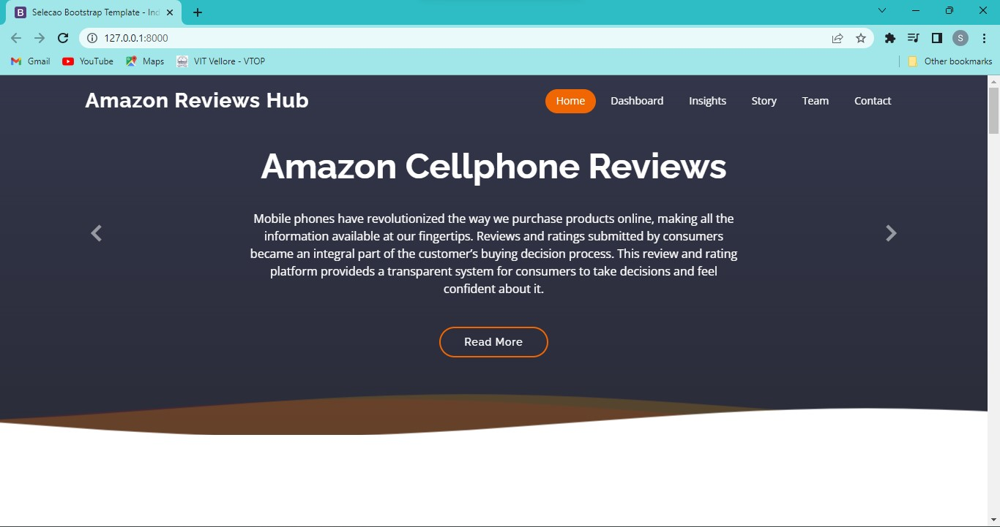 B Selecao Bootstrap Template - Ind
127.0.0.1:8000
S
Gmail YouTube Maps VIT Vellore - VTOP Other bookmarks
Amazon Reviews Hub Home Dashboard Insights Story Team Contact
Amazon Cellphone Reviews
Mobile phones have revolutionized the way we purchase products online, making all the
information available at our fingertips. Reviews and ratings submitted by consumers
became an integral part of the customer’s buying decision process. This review and rating
platform provideds a transparent system for consumers to take decisions and feel
confident about it.
Read More